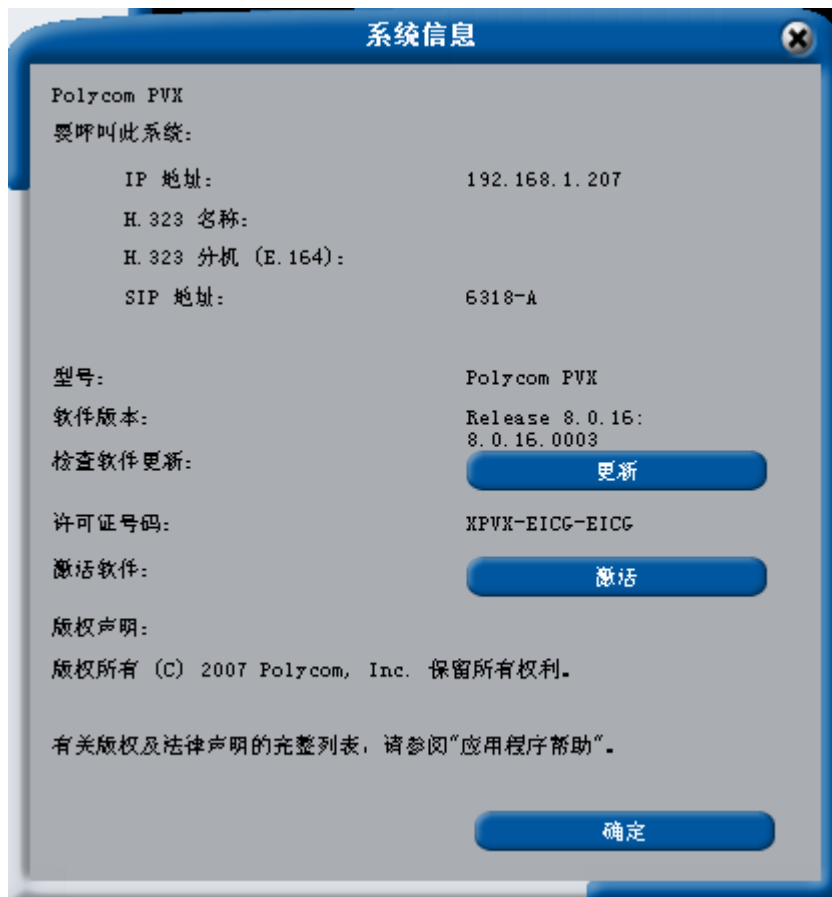 系统信息
Polycom PVX
要呼叫此系统:
IP 地址: 192.168.1.207
H.323 名称:
H.323 分机 (E.164):
SIP 地址: 6318-A
型号: Polycom PVX
软件版本: Release 8.0.16:
8.0.16.0003
检查软件更新: 更新
许可证号码: XPVX-EICG-EICG
激活软件: 激活
版权声明:
版权所有 (C) 2007 Polycom, Inc. 保留所有权利。
有关版权及法律声明的完整列表，请参阅"应用程序帮助"。
确定